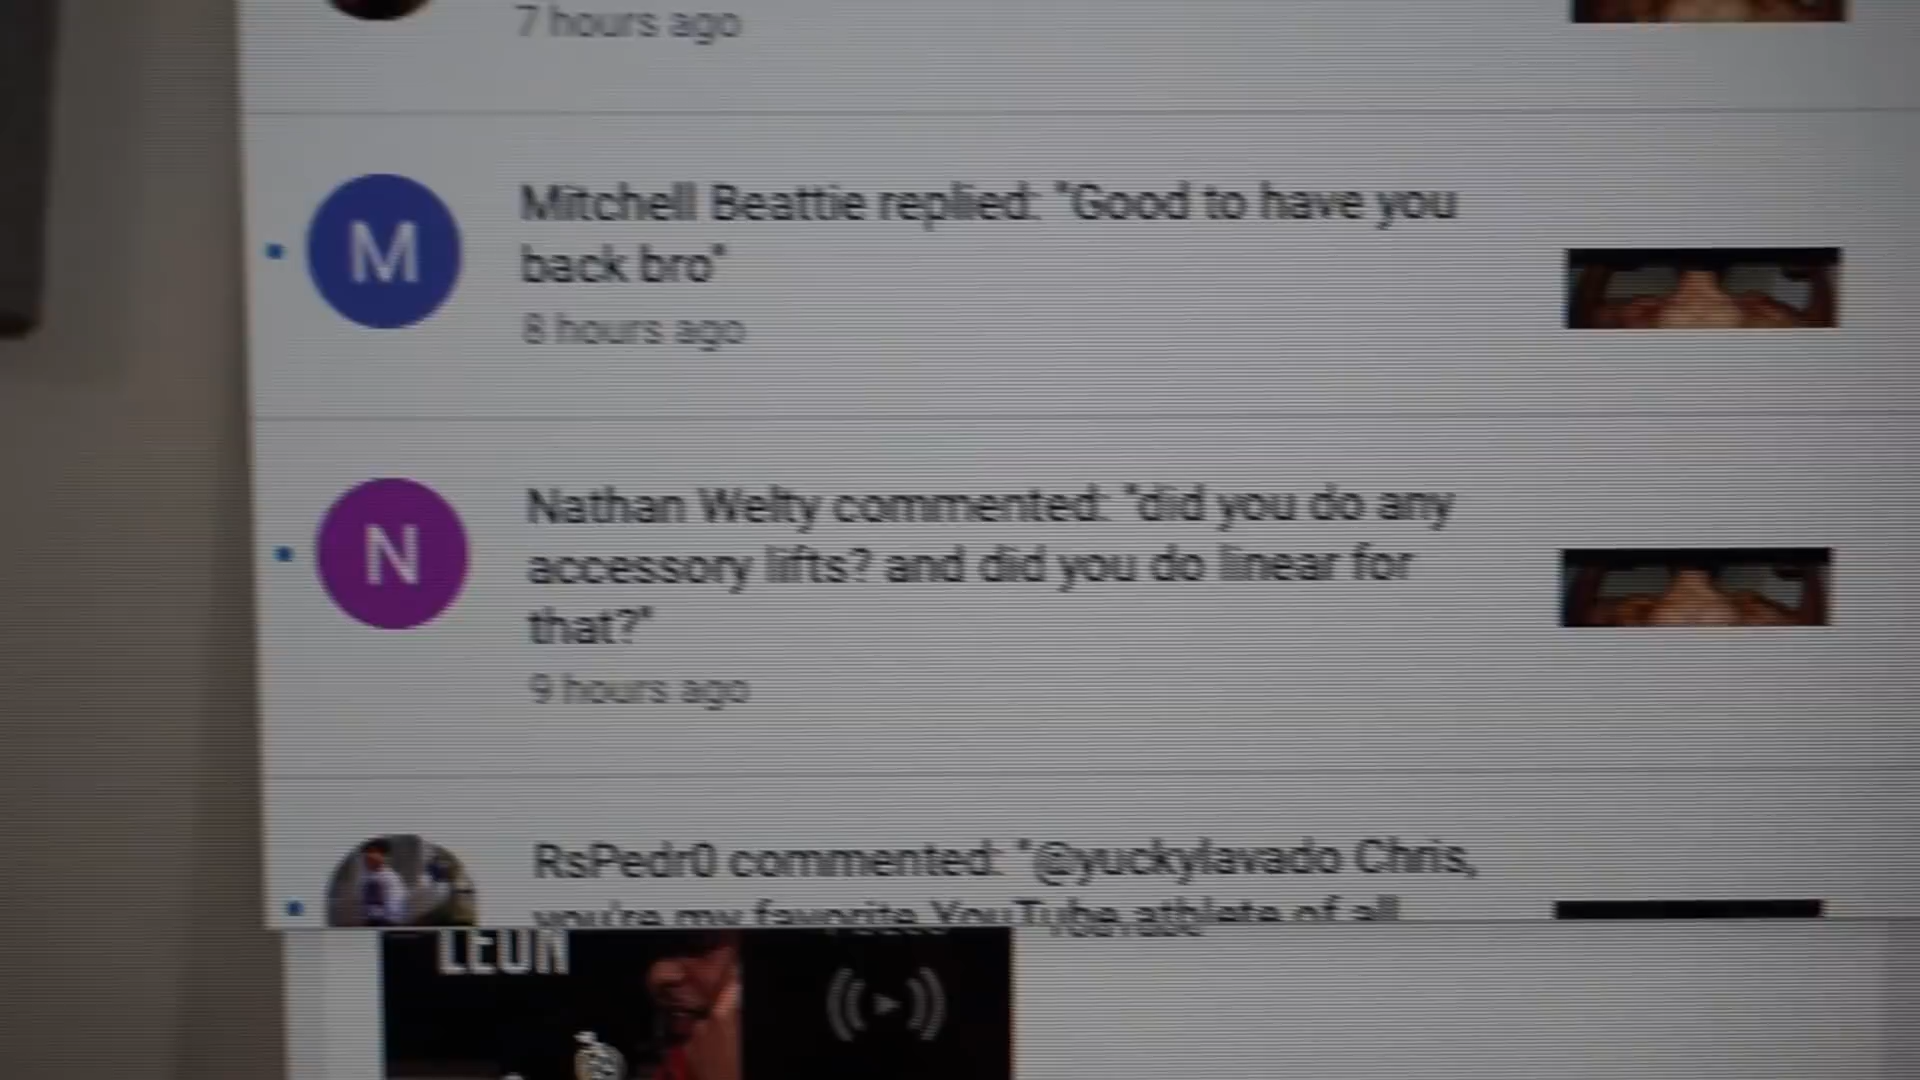 7 hours ago
M
Mitchell Beattie replied: "Good to have you
back bro"
8 hours ago
N
Nathan Welty commented: "did you do any
accessory lifts? and did you do linear for
that?"
9 hours ago
RsPedr0 commented: "@yuckylavado Chris,
you're my favorite YouTube athlete of all
LEON